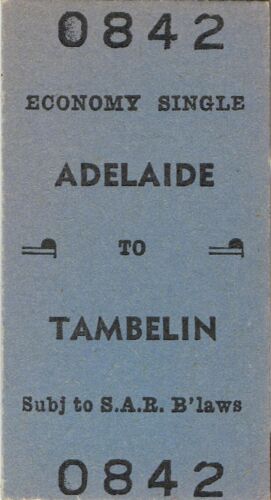 0842
ECONOMY SINGLE
ADELAIDE
TO
TAMBELIN
Subj to S.A.R. B'laws
0842